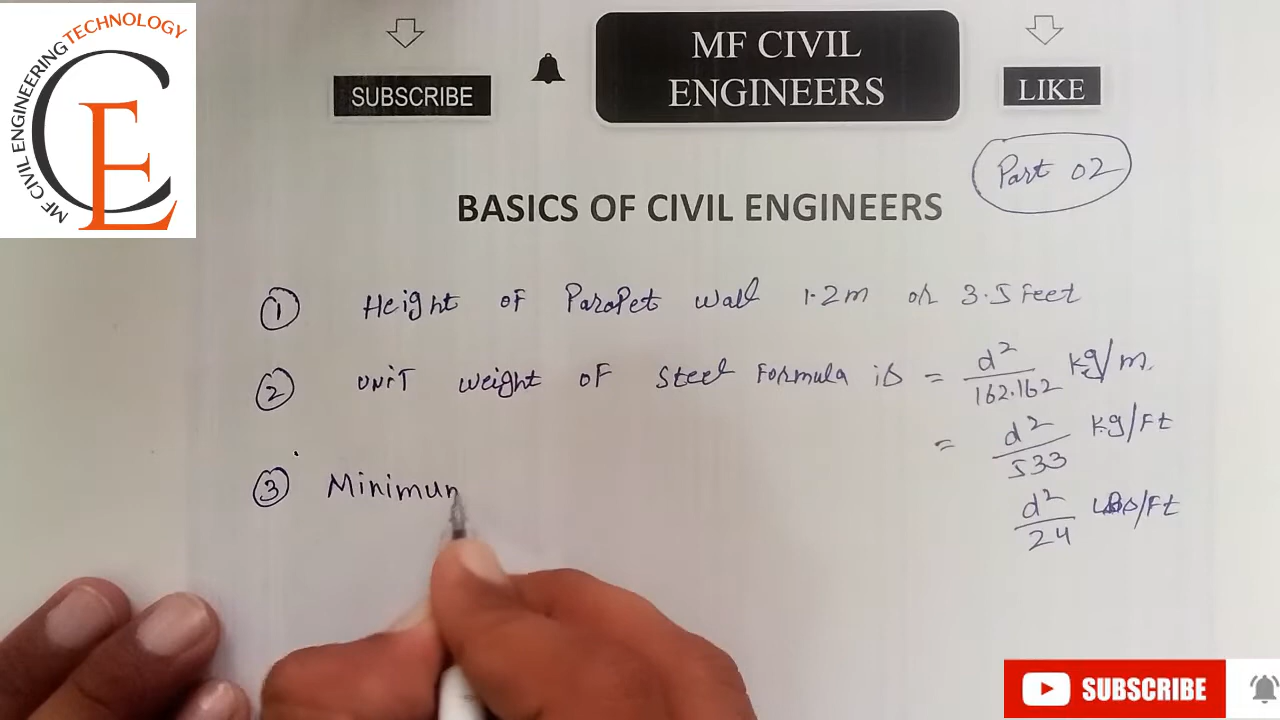 MF CIVIL ENGINEERING TECHNOLOGY
CE
SUBSCRIBE
MF CIVIL
ENGINEERS
LIKE
Part 02
BASICS OF CIVIL ENGINEERS
① Height of Parapet wall 1.2m or 3.5 Feet
② UNIT weight OF Steel Formula is = d²/162.162 kg/m.
= d²/533 kg/Ft
d²/24 LBs/Ft
③ Minimum
SUBSCRIBE